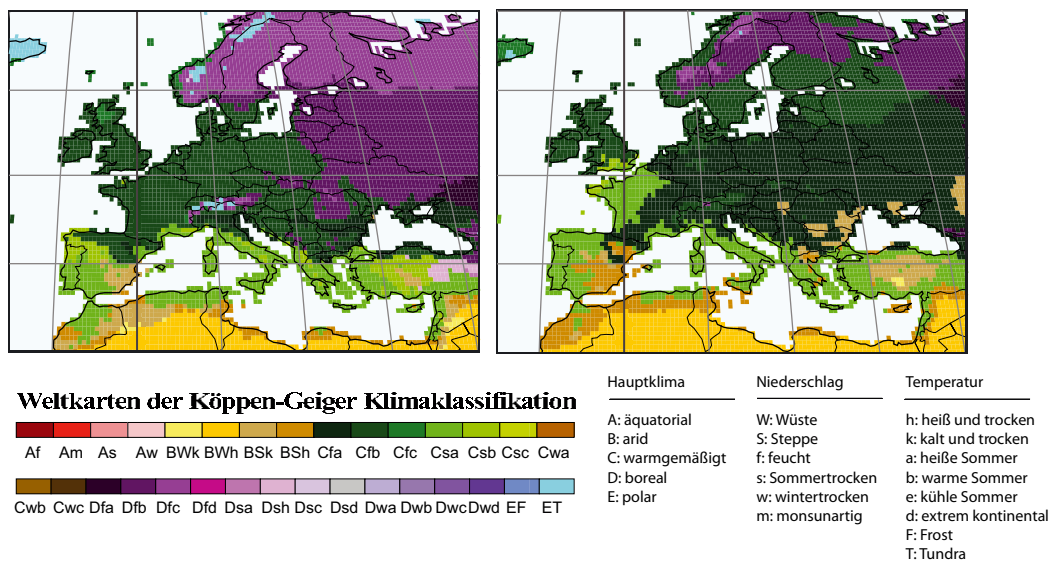 Weltkarten der Köppen-Geiger Klimaklassifikation
Af Am As Aw BWk BWh BSk BSh Cfa Cfb Cfc Csa Csb Csc Cwa
Cwb Cwc Dfa Dfb Dfc Dfd Dsa Dsh Dsc Dsd Dwa Dwb Dwc Dwd EF ET
Hauptklima
A: äquatorial
B: arid
C: warmgemäßigt
D: boreal
E: polar
Niederschlag
W: Wüste
S: Steppe
f: feucht
s: Sommertrocken
w: wintertrocken
m: monsunartig
Temperatur
h: heiß und trocken
k: kalt und trocken
a: heiße Sommer
b: warme Sommer
e: kühle Sommer
d: extrem kontinental
F: Frost
T: Tundra